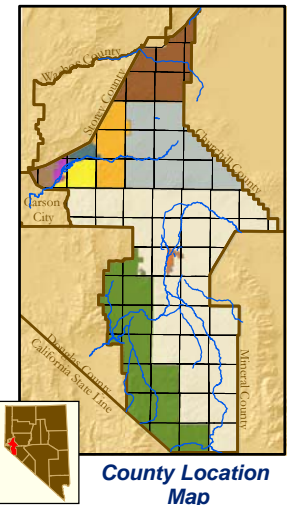 Washoe County
Storey County
Churchill County
Carson
City
Douglas County
California State Line
Mineral County
County Location
Map